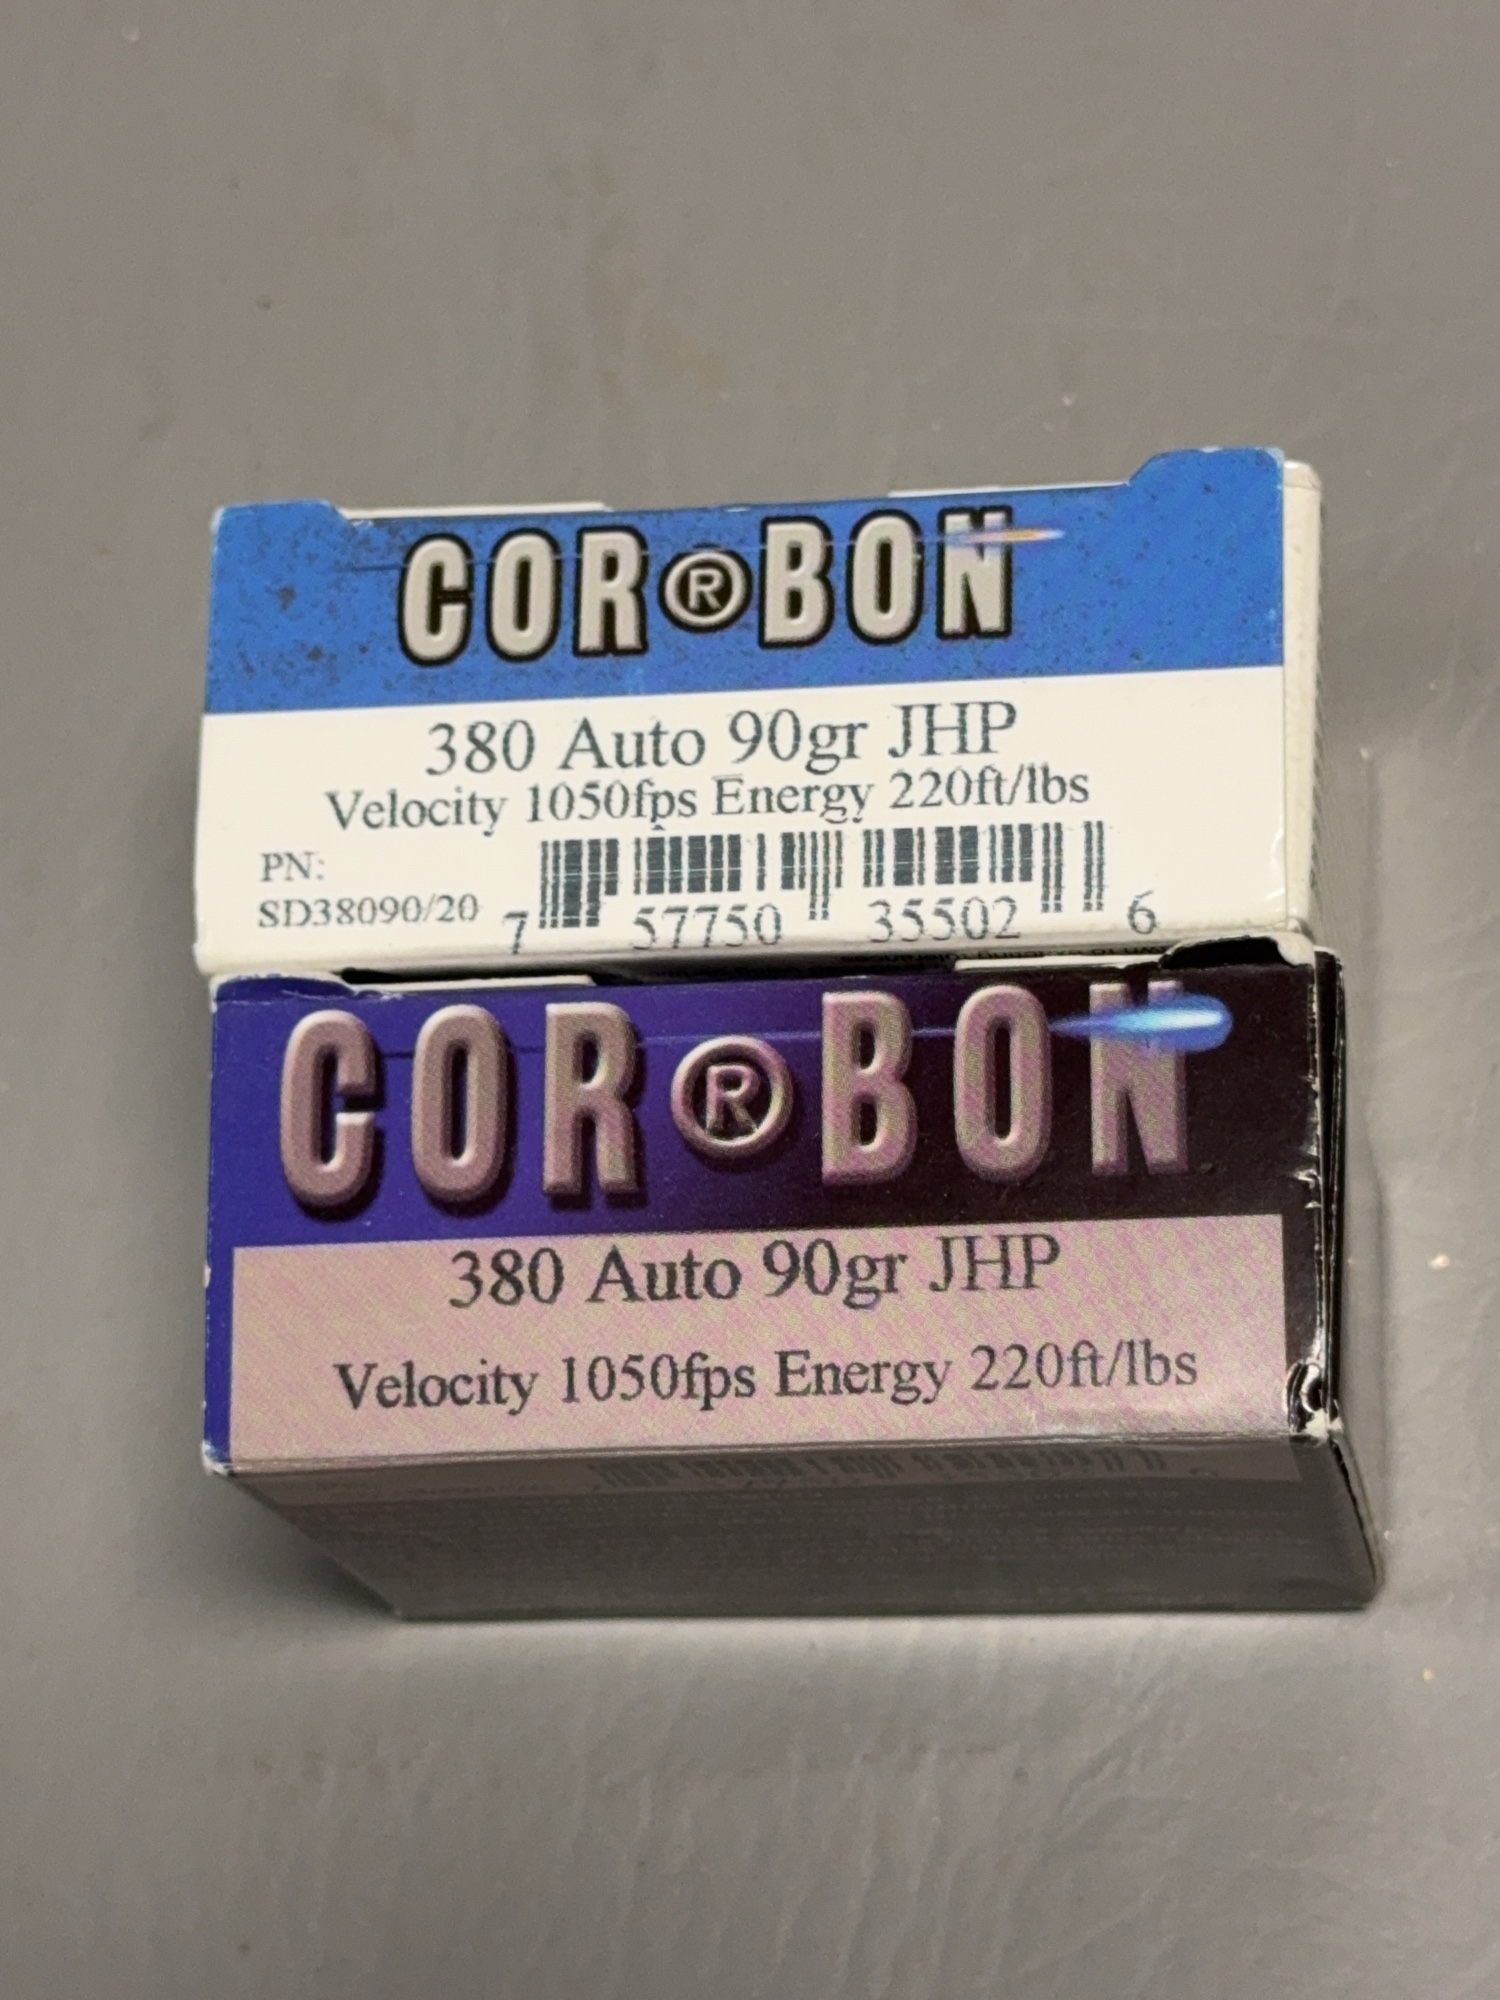 COR®BON
380 Auto 90gr JHP
Velocity 1050fps Energy 220ft/lbs
PN:
SD38090/20
7 57750 35502 6
COR®BON
380 Auto 90gr JHP
Velocity 1050fps Energy 220ft/lbs